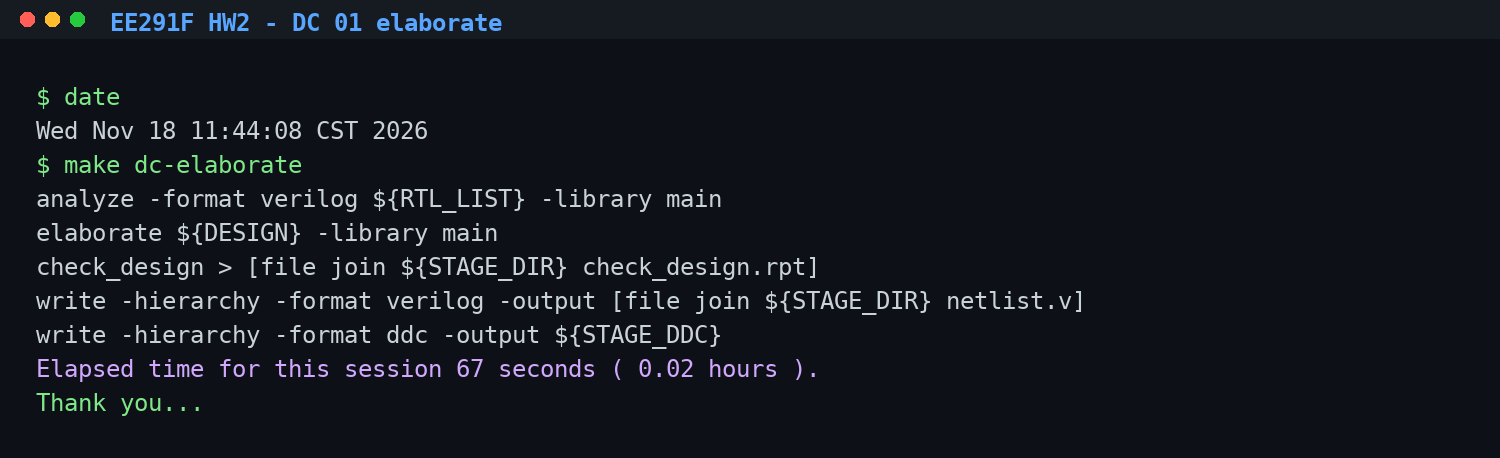 EE291F HW2 - DC 01 elaborate
$ date
Wed Nov 18 11:44:08 CST 2026
$ make dc-elaborate
analyze -format verilog ${RTL_LIST} -library main
elaborate ${DESIGN} -library main
check_design > [file join ${STAGE_DIR} check_design.rpt]
write -hierarchy -format verilog -output [file join ${STAGE_DIR} netlist.v]
write -hierarchy -format ddc -output ${STAGE_DDC}
Elapsed time for this session 67 seconds ( 0.02 hours ).
Thank you...